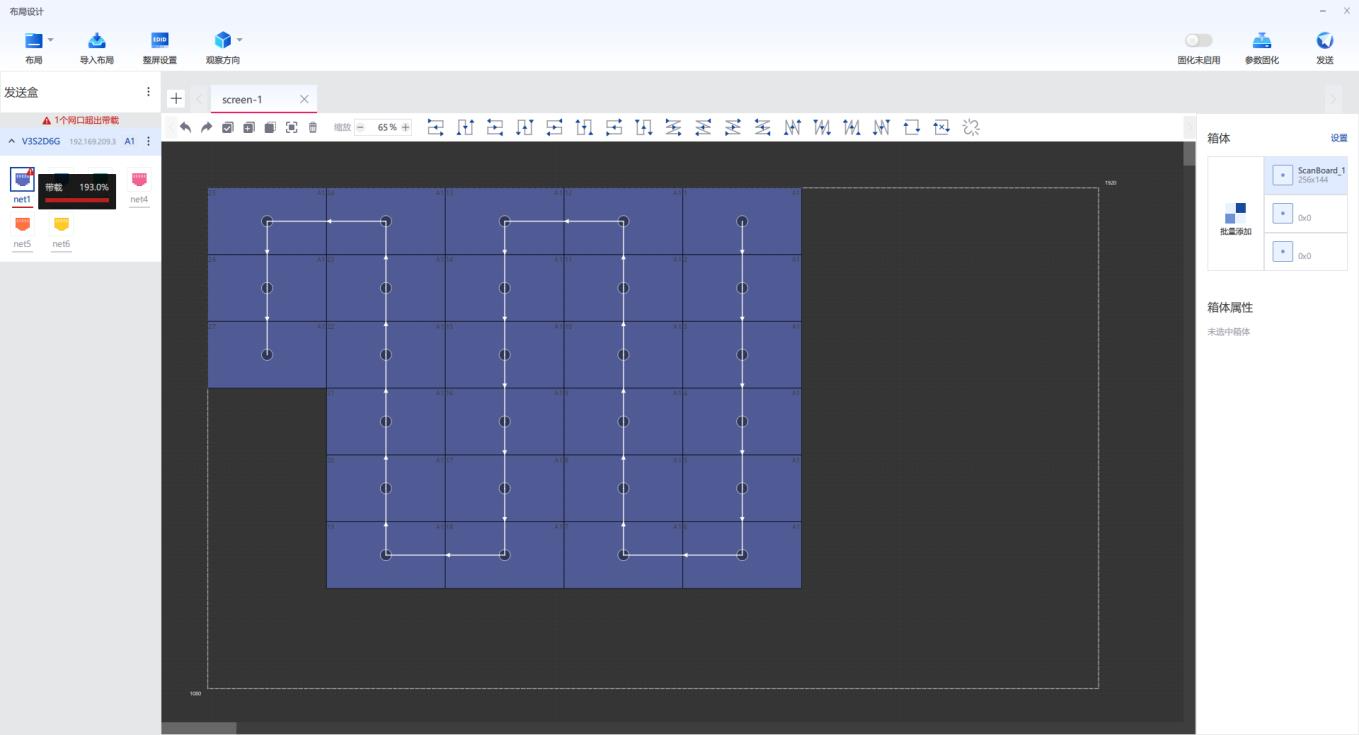 布局设计
布局
导入布局
EDID
整屏设置
观察方向
固化未启用
参数固化
发送
发送盒
screen-1
1个网口超出带载
缩放
65 %
V3S2D6G 192.169.209.3 A1
带载 193.0%
net1
net4
net5
net6
1920
1080
箱体
设置
批量添加
ScanBoard_1
256x144
0x0
0x0
箱体属性
未选中箱体